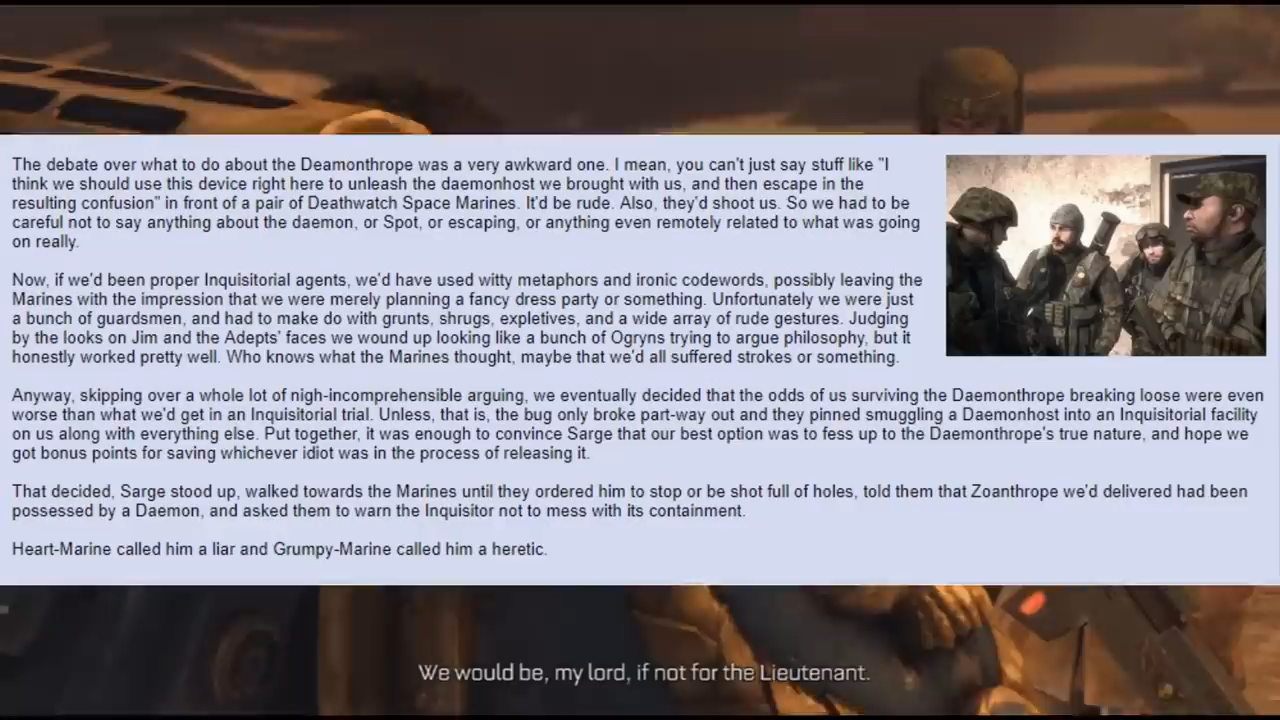 The debate over what to do about the Deamonthrope was a very awkward one. I mean, you can't just say stuff like "I
think we should use this device right here to unleash the daemonhost we brought with us, and then escape in the
resulting confusion" in front of a pair of Deathwatch Space Marines. It'd be rude. Also, they'd shoot us. So we had to be
careful not to say anything about the daemon, or Spot, or escaping, or anything even remotely related to what was going
on really.
Now, if we'd been proper Inquisitorial agents, we'd have used witty metaphors and ironic codewords, possibly leaving the
Marines with the impression that we were merely planning a fancy dress party or something. Unfortunately we were just
a bunch of guardsmen, and had to make do with grunts, shrugs, expletives, and a wide array of rude gestures. Judging
by the looks on Jim and the Adepts' faces we wound up looking like a bunch of Ogryns trying to argue philosophy, but it
honestly worked pretty well. Who knows what the Marines thought, maybe that we'd all suffered strokes or something.
Anyway, skipping over a whole lot of nigh-incomprehensible arguing, we eventually decided that the odds of us surviving the Daemonthrope breaking loose were even
worse than what we'd get in an Inquisitorial trial. Unless, that is, the bug only broke part-way out and they pinned smuggling a Daemonhost into an Inquisitorial facility
on us along with everything else. Put together, it was enough to convince Sarge that our best option was to fess up to the Daemonthrope's true nature, and hope we
got bonus points for saving whichever idiot was in the process of releasing it.
That decided, Sarge stood up, walked towards the Marines until they ordered him to stop or be shot full of holes, told them that Zoanthrope we'd delivered had been
possessed by a Daemon, and asked them to warn the Inquisitor not to mess with its containment.
Heart-Marine called him a liar and Grumpy-Marine called him a heretic.
We would be, my lord, if not for the Lieutenant.